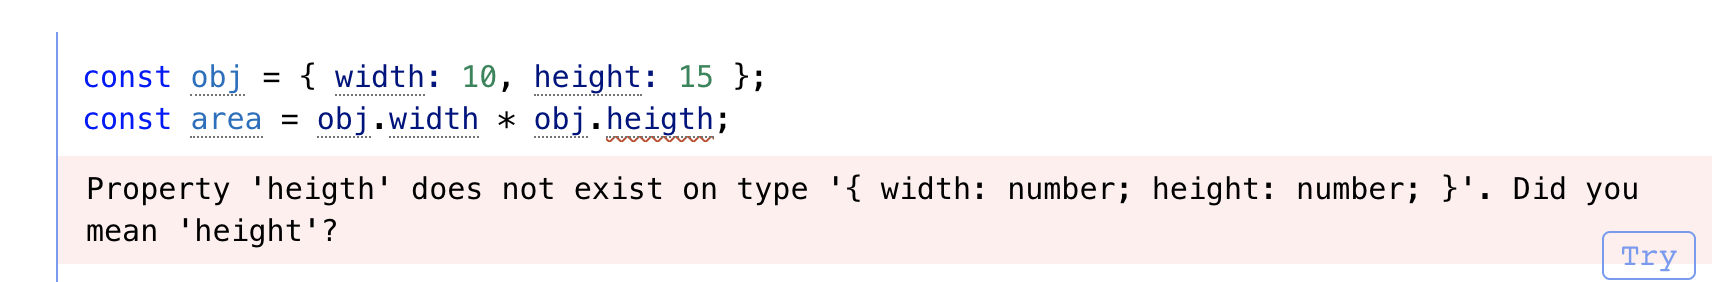 const obj = { width: 10, height: 15 };
const area = obj.width * obj.heigth;
Property 'heigth' does not exist on type '{ width: number; height: number; }'. Did you
mean 'height'?
Try